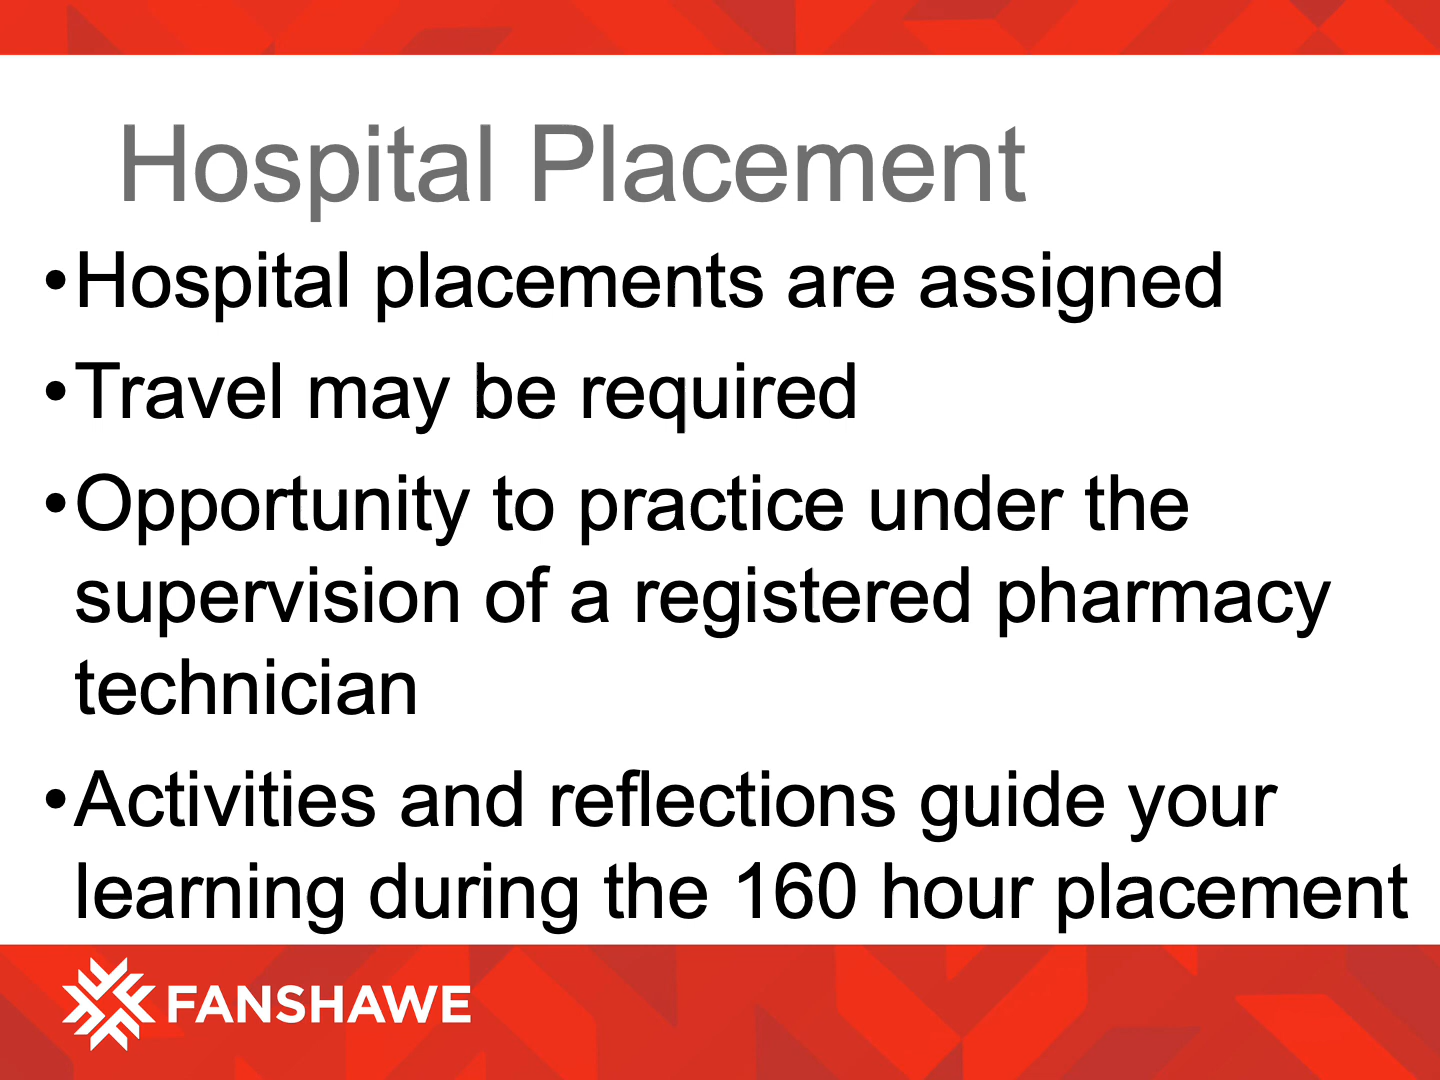 Hospital Placement
•Hospital placements are assigned
•Travel may be required
•Opportunity to practice under the
supervision of a registered pharmacy
technician
•Activities and reflections guide your
learning during the 160 hour placement
FANSHAWE